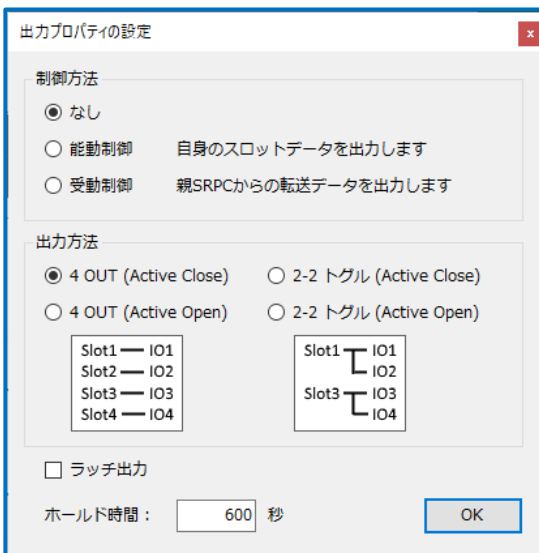 出力プロパティの設定
x
制御方法
なし
能動制御 自身のスロットデータを出力します
受動制御 親SRPCからの転送データを出力します
出力方法
4 OUT (Active Close) 2-2 トグル (Active Close)
4 OUT (Active Open) 2-2 トグル (Active Open)
Slot1 IO1
Slot2 IO2
Slot3 IO3
Slot4 IO4
Slot1 IO1
IO2
Slot3 IO3
IO4
ラッチ出力
ホールド時間： 600 秒 OK